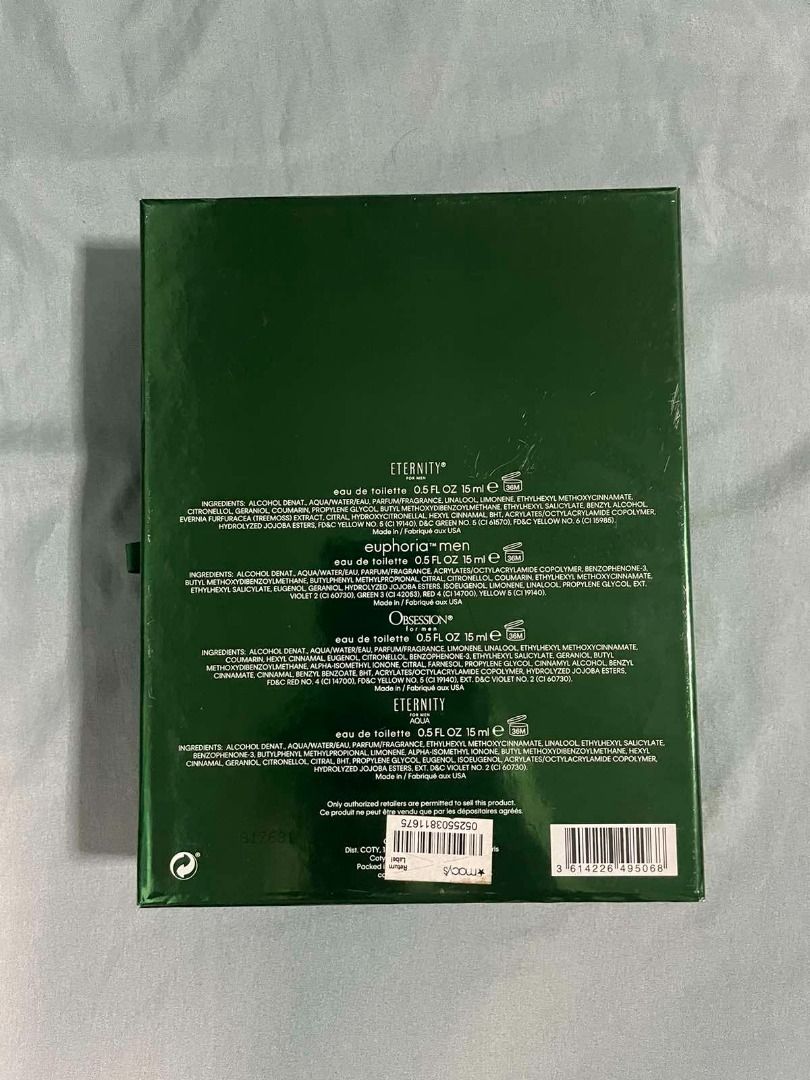 ETERNITY®
FOR MEN
eau de toilette 0.5 FL OZ 15 ml ℮ 36M
INGREDIENTS: ALCOHOL DENAT., AQUA/WATER/EAU, PARFUM/FRAGRANCE, LINALOOL, LIMONENE, ETHYLHEXYL METHOXYCINNAMATE,
CITRONELLOL, GERANIOL, COUMARIN, PROPYLENE GLYCOL, BUTYL METHOXYDIBENZOYLMETHANE, ETHYLHEXYL SALICYLATE, BENZYL ALCOHOL,
EVERNIA FURFURACEA (TREEMOSS) EXTRACT, CITRAL, HYDROXYCITRONELLAL, HEXYL CINNAMAL, BHT, ACRYLATES/OCTYLACRYLAMIDE COPOLYMER,
HYDROLYZED JOJOBA ESTERS, FD&C YELLOW NO. 5 (CI 19140), D&C GREEN NO. 5 (CI 61570), FD&C YELLOW NO. 6 (CI 15985).
Made in / Fabriqué aux USA
euphoria™ men
eau de toilette 0.5 FL OZ 15 ml ℮ 36M
INGREDIENTS: ALCOHOL DENAT., AQUA/WATER/EAU, PARFUM/FRAGRANCE, ACRYLATES/OCTYLACRYLAMIDE COPOLYMER, BENZOPHENONE-3,
BUTYL METHOXYDIBENZOYLMETHANE, BUTYLPHENYL METHYLPROPIONAL, CITRAL, CITRONELLOL, COUMARIN, ETHYLHEXYL METHOXYCINNAMATE,
ETHYLHEXYL SALICYLATE, EUGENOL, GERANIOL, HYDROLYZED JOJOBA ESTERS, ISOEUGENOL, LIMONENE, LINALOOL, PROPYLENE GLYCOL, EXT.
VIOLET 2 (CI 60730), GREEN 3 (CI 42053), RED 4 (CI 14700), YELLOW 5 (CI 19140).
Made in / Fabriqué aux USA
OBSESSION®
for men
eau de toilette 0.5 FL OZ 15 ml ℮ 36M
INGREDIENTS: ALCOHOL DENAT., AQUA/WATER/EAU, PARFUM/FRAGRANCE, LIMONENE, LINALOOL, ETHYLHEXYL METHOXYCINNAMATE,
COUMARIN, HEXYL CINNAMAL, EUGENOL, CITRONELLOL, BENZOPHENONE-3, ETHYLHEXYL SALICYLATE, GERANIOL, BUTYL
METHOXYDIBENZOYLMETHANE, ALPHA-ISOMETHYL IONONE, CITRAL, FARNESOL, PROPYLENE GLYCOL, CINNAMYL ALCOHOL, BENZYL
CINNAMATE, CINNAMAL, BENZYL BENZOATE, BHT, ACRYLATES/OCTYLACRYLAMIDE COPOLYMER, HYDROLYZED JOJOBA ESTERS,
FD&C RED NO. 4 (CI 14700), FD&C YELLOW NO. 5 (CI 19140), EXT. D&C VIOLET NO. 2 (CI 60730).
Made in / Fabriqué aux USA
ETERNITY
FOR MEN
AQUA
eau de toilette 0.5 FL OZ 15 ml ℮ 36M
INGREDIENTS: ALCOHOL DENAT., AQUA/WATER/EAU, PARFUM/FRAGRANCE, ETHYLHEXYL METHOXYCINNAMATE, LINALOOL, ETHYLHEXYL SALICYLATE,
BENZOPHENONE-3, BUTYLPHENYL METHYLPROPIONAL, LIMONENE, ALPHA-ISOMETHYL IONONE, BUTYL METHOXYDIBENZOYLMETHANE, HEXYL
CINNAMAL, GERANIOL, CITRONELLOL, CITRAL, BHT, PROPYLENE GLYCOL, EUGENOL, ISOEUGENOL, ACRYLATES/OCTYLACRYLAMIDE COPOLYMER,
HYDROLYZED JOJOBA ESTERS, EXT. D&C VIOLET NO. 2 (CI 60730).
Made in / Fabriqué aux USA
Only authorized retailers are permitted to sell this product.
Ce produit ne peut être vendu que par les dépositaires agréés.
05255038111675
Dist. COTY,
Coty
Packed
Return
Label
★macy's
3 614226 495068